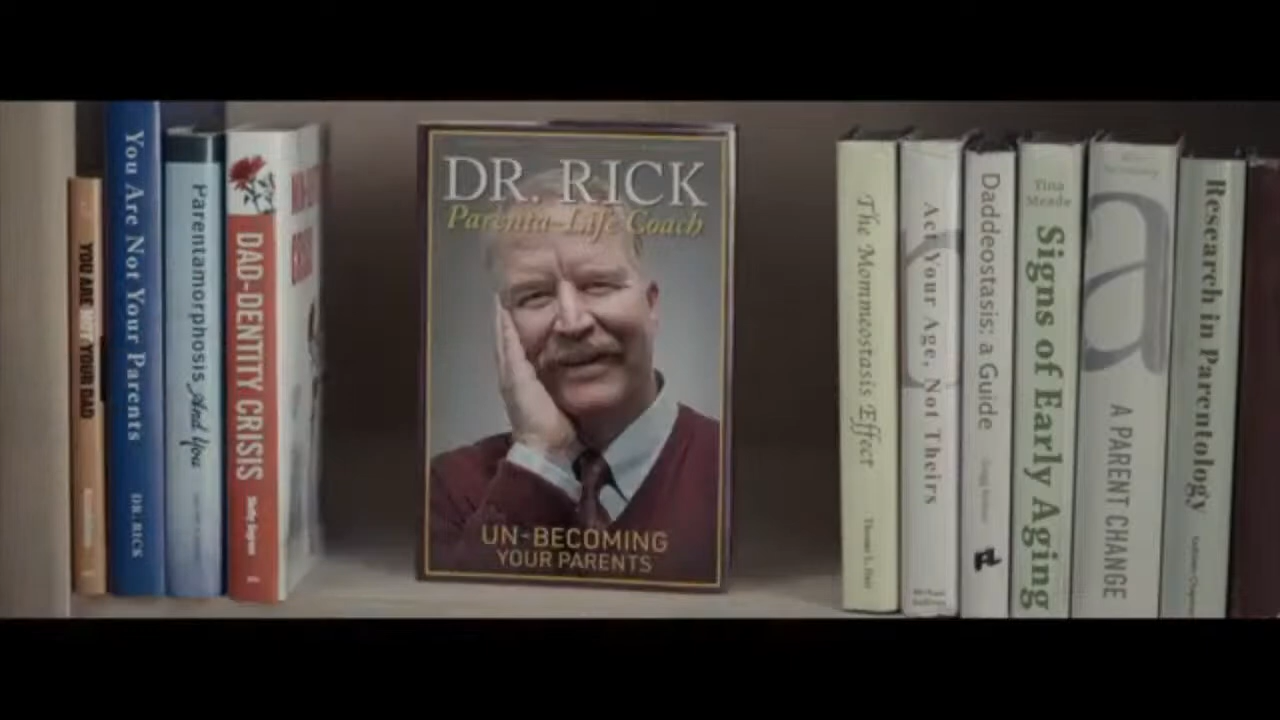 YOU ARE NOT YOUR DAD
You Are Not Your Parents
DR. RICK
Parentamorphosis And You
DAD-DENTITY CRISIS
DR. RICK
Parenta-Life Coach
UN-BECOMING
YOUR PARENTS
The Mommeostasis Effect
Act Your Age, Not Theirs
Daddeostasis: a Guide
Tina
Meade
Signs of Early Aging
a
A PARENT CHANGE
Research in Parentology